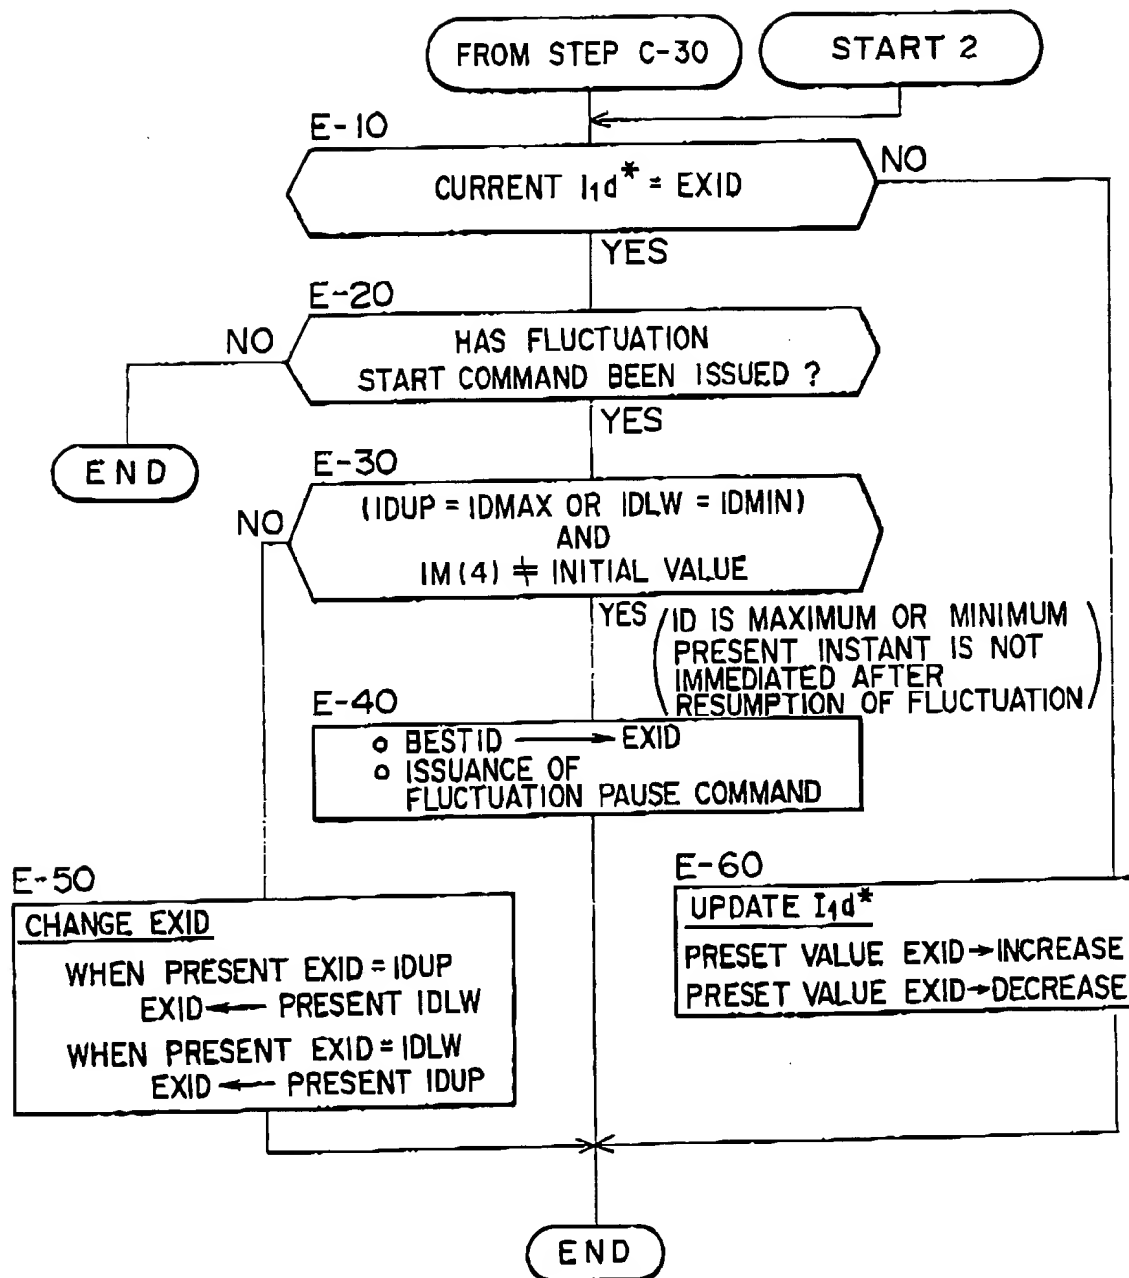 FROM STEP C-30
START 2
E-10
CURRENT I1d* = EXID
NO
YES
E-20
HAS FLUCTUATION
START COMMAND BEEN ISSUED ?
NO
YES
END
E-30
(IDUP = IDMAX OR IDLW = IDMIN)
AND
IM(4) ≠ INITIAL VALUE
NO
YES
(ID IS MAXIMUM OR MINIMUM
PRESENT INSTANT IS NOT
IMMEDIATED AFTER
RESUMPTION OF FLUCTUATION)
E-40
o BESTID → EXID
o ISSUANCE OF
FLUCTUATION PAUSE COMMAND
E-50
CHANGE EXID
WHEN PRESENT EXID = IDUP
EXID ← PRESENT IDLW
WHEN PRESENT EXID = IDLW
EXID ← PRESENT IDUP
E-60
UPDATE I1d*
PRESET VALUE EXID→INCREASE
PRESET VALUE EXID→DECREASE
END